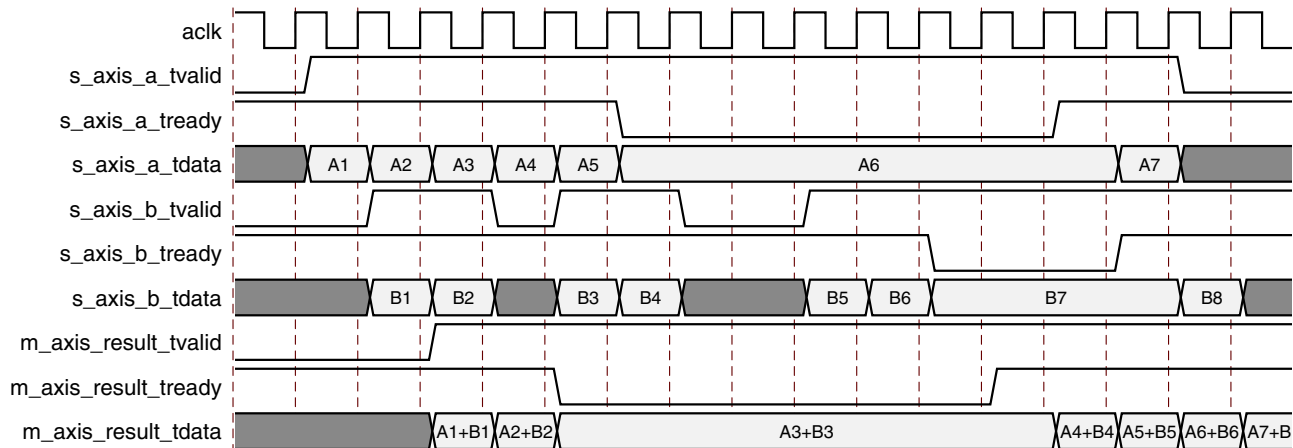 aclk
s_axis_a_tvalid
s_axis_a_tready
s_axis_a_tdata A1 A2 A3 A4 A5 A6 A7
s_axis_b_tvalid
s_axis_b_tready
s_axis_b_tdata B1 B2 B3 B4 B5 B6 B7 B8
m_axis_result_tvalid
m_axis_result_tready
m_axis_result_tdata A1+B1 A2+B2 A3+B3 A4+B4 A5+B5 A6+B6 A7+B